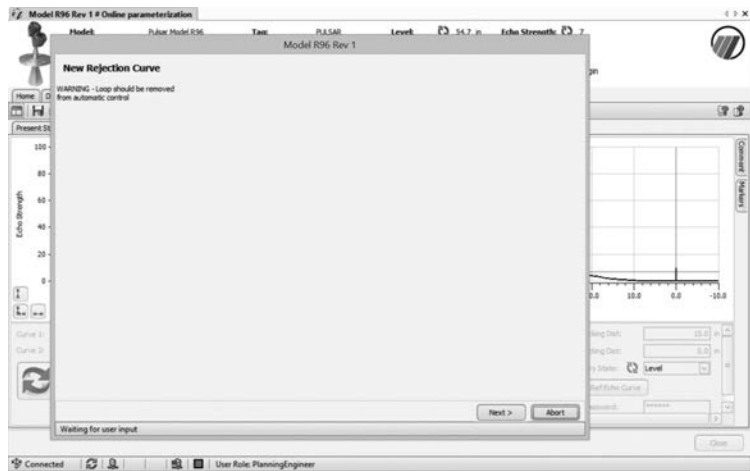 Model R96 Rev 1 # Online parameterization
Model: Pulsar Model R96 Tag: PULSAR Level: 54.7 in Echo Strength: 7
Model R96 Rev 1
New Rejection Curve
WARNING - Loop should be removed
from automatic control
Home
Present St
Comment
Markers
Echo Strength
100
80
60
40
20
0
10.0 0.0 -10.0
Curve 1: 15.0 in
Curve 2: 5.0 in
State: Level
Ref Echo Curve
******
Next > Abort
Waiting for user input
Close
Connected User Role: PlanningEngineer